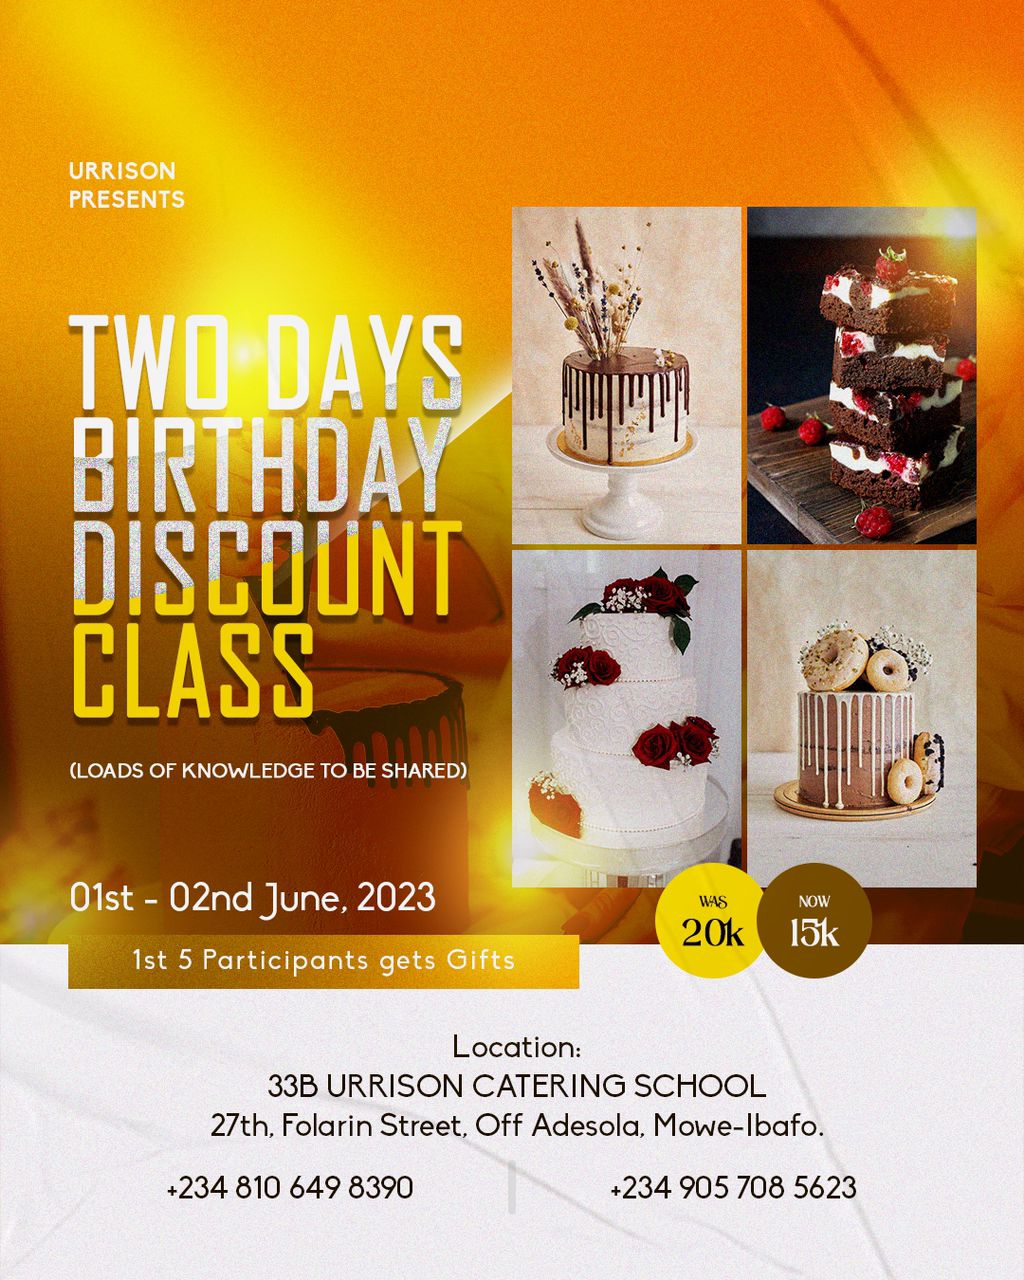 URRISON
PRESENTS
TWO DAYS
BIRTHDAY
DISCOUNT
CLASS
(LOADS OF KNOWLEDGE TO BE SHARED)
01st - 02nd June, 2023
1st 5 Participants gets Gifts
WAS
20k
NOW
15k
Location:
33B URRISON CATERING SCHOOL
27th, Folarin Street, Off Adesola, Mowe-Ibafo.
+234 810 649 8390
+234 905 708 5623